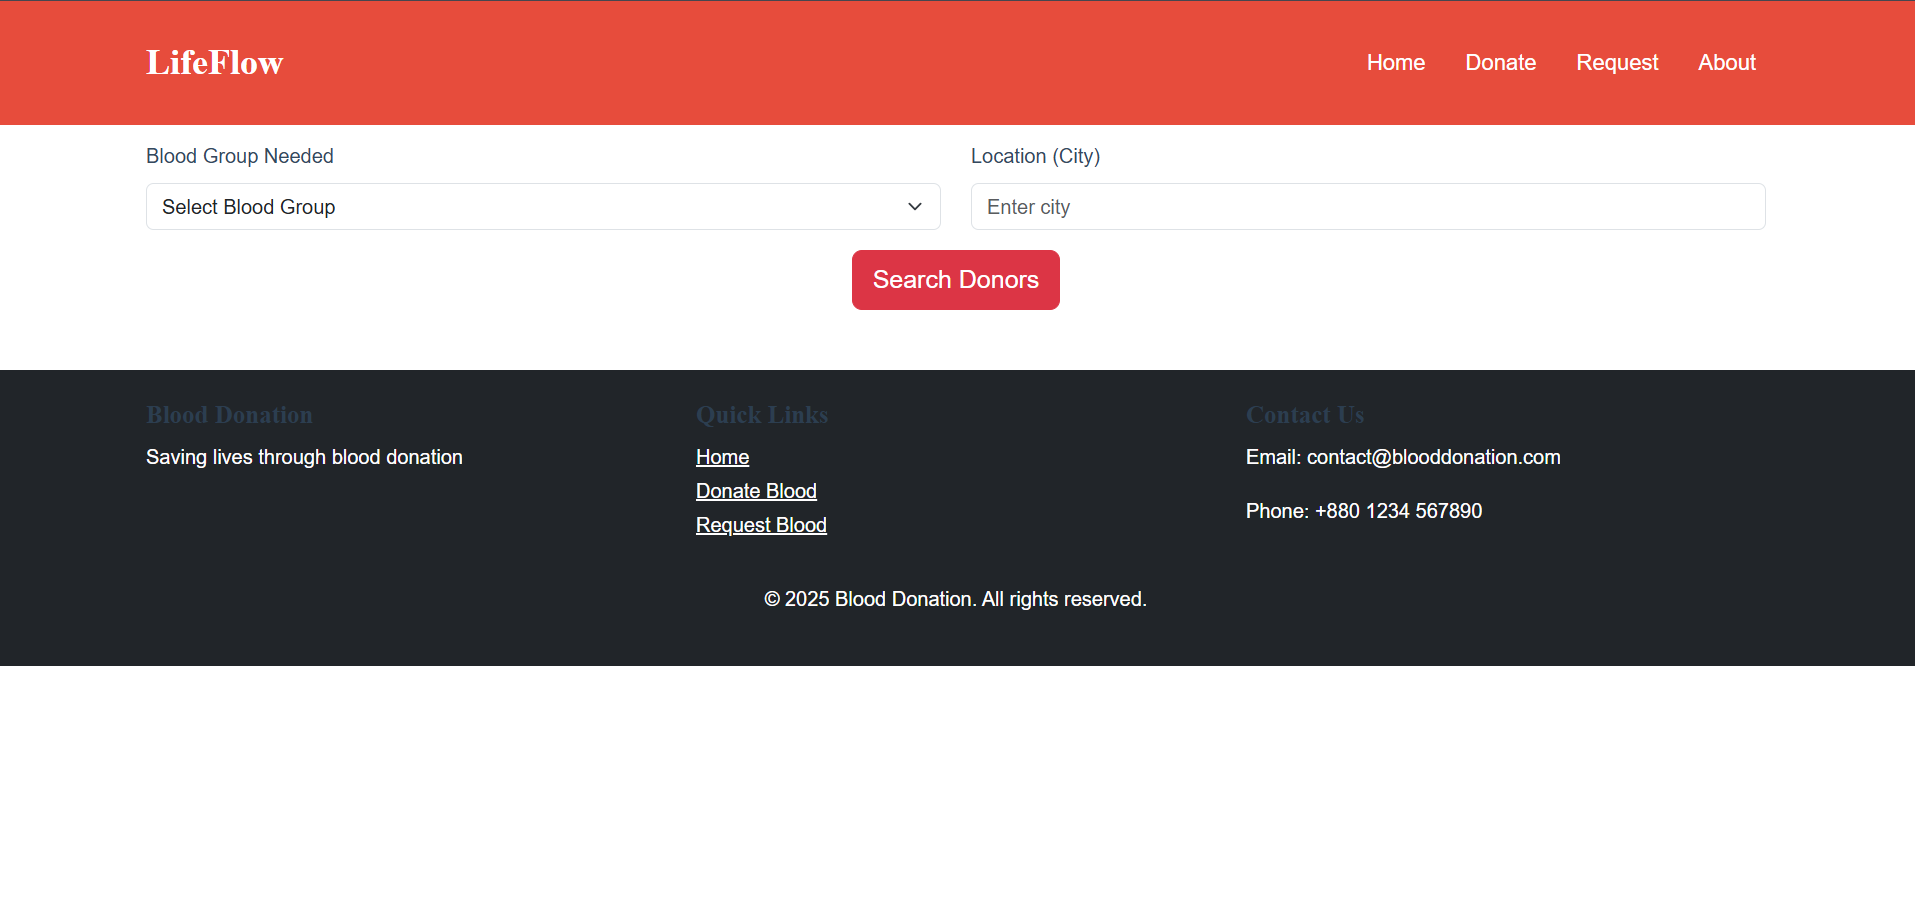 LifeFlow
Home Donate Request About
Blood Group Needed
Select Blood Group
Location (City)
Enter city
Search Donors
Blood Donation
Saving lives through blood donation
Quick Links
Home
Donate Blood
Request Blood
Contact Us
Email: contact@blooddonation.com
Phone: +880 1234 567890
© 2025 Blood Donation. All rights reserved.